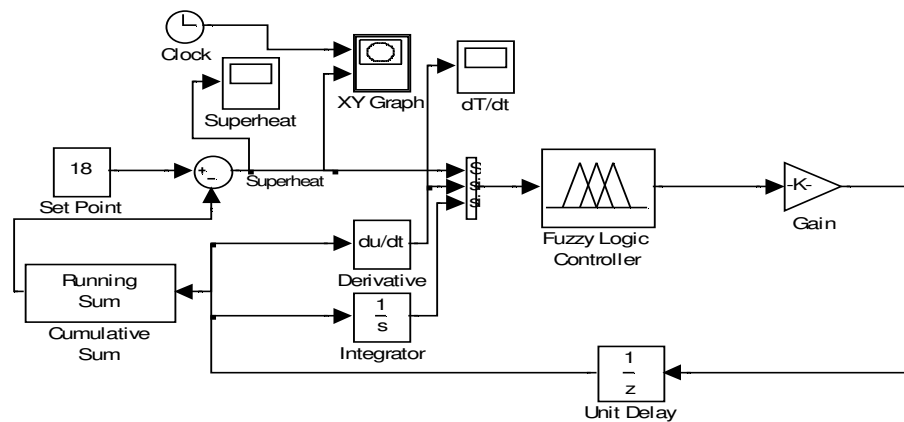 Clock
XY Graph
Superheat
dT/dt
18
Set Point
+
-
Superheat
Fuzzy Logic
Controller
-K-
Gain
du/dt
Derivative
Running
Sum
Cumulative
Sum
1
s
Integrator
1
z
Unit Delay